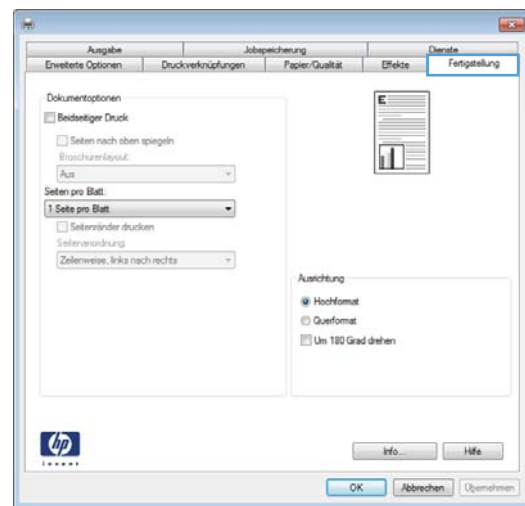 Ausgabe
Jobspeicherung
Dienste
Erweiterte Optionen
Druckverknüpfungen
Papier/Qualität
Effekte
Fertigstellung
Dokumentoptionen
Beidseitiger Druck
Seiten nach oben spiegeln
Broschürenlayout:
Aus
Seiten pro Blatt:
1 Seite pro Blatt
Seitenränder drucken
Seitenanordnung:
Zeilenweise, links nach rechts
E
Ausrichtung
Hochformat
Querformat
Um 180 Grad drehen
hp
invent
Info...
Hilfe
OK
Abbrechen
Übernehmen